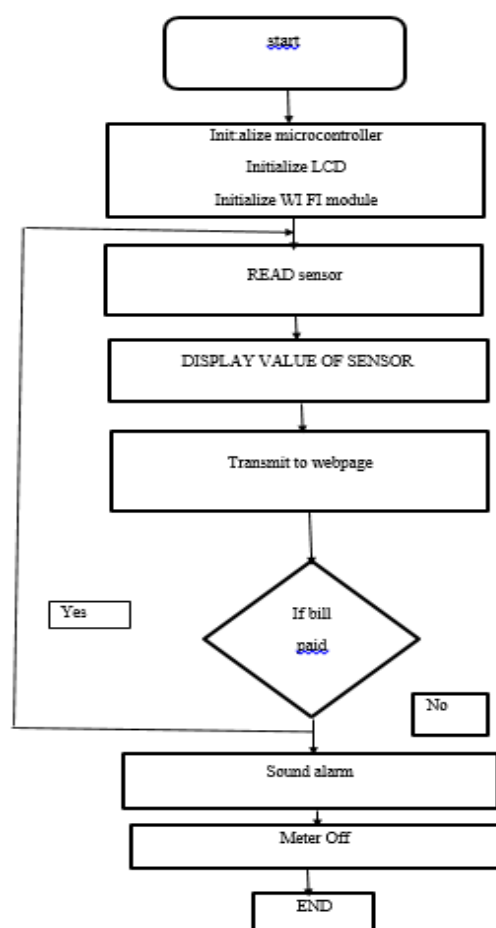 start
Init:alize microcontroller
Initialize LCD
Initialize WI FI module
READ sensor
DISPLAY VALUE OF SENSOR
Transmit to webpage
Yes
If bill
paid
No
Sound alarm
Meter Off
END